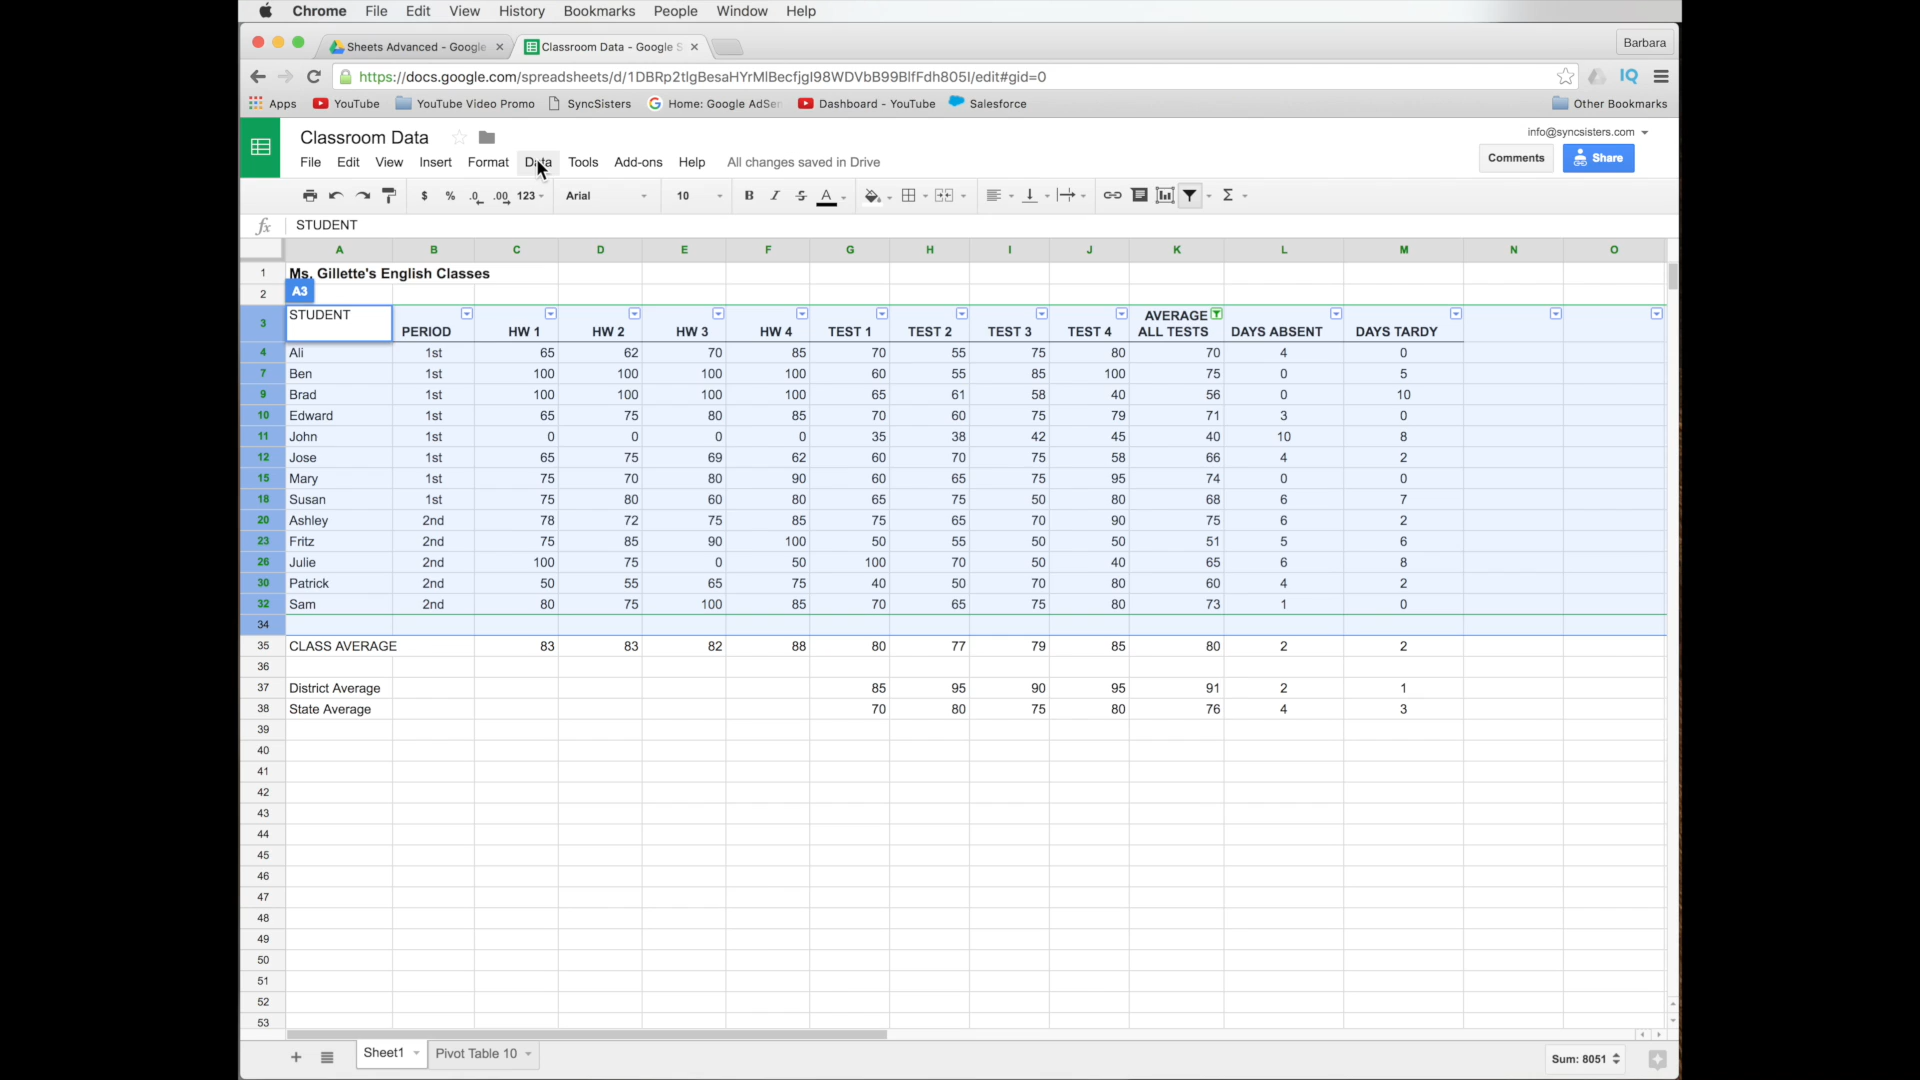 Chrome File Edit View History Bookmarks People Window Help
Sheets Advanced - Google Classroom Data - Google S Barbara
https://docs.google.com/spreadsheets/d/1DBRp2tIgBesaHYrMlBecfjgl98WDVbB99BlfFdh805I/edit#gid=0 IQ
Apps YouTube YouTube Video Promo SyncSisters Home: Google AdSen Dashboard - YouTube Salesforce Other Bookmarks
Classroom Data info@syncsisters.com
File Edit View Insert Format Data Tools Add-ons Help All changes saved in Drive Comments Share
$ % .0 .00 123 Arial 10 B I S A Σ
fx STUDENT
A B C D E F G H I J K L M N O
1 Ms. Gillette's English Classes
2 A3
3 STUDENT PERIOD HW 1 HW 2 HW 3 HW 4 TEST 1 TEST 2 TEST 3 TEST 4 AVERAGE ALL TESTS DAYS ABSENT DAYS TARDY
4 Ali 1st 65 62 70 85 70 55 75 80 70 4 0
7 Ben 1st 100 100 100 100 60 55 85 100 75 0 5
9 Brad 1st 100 100 100 100 65 61 58 40 56 0 10
10 Edward 1st 65 75 80 85 70 60 75 79 71 3 0
11 John 1st 0 0 0 0 35 38 42 45 40 10 8
12 Jose 1st 65 75 69 62 60 70 75 58 66 4 2
15 Mary 1st 75 70 80 90 60 65 75 95 74 0 0
18 Susan 1st 75 80 60 80 65 75 50 80 68 6 7
20 Ashley 2nd 78 72 75 85 75 65 70 90 75 6 2
23 Fritz 2nd 75 85 90 100 50 55 50 50 51 5 6
26 Julie 2nd 100 75 0 50 100 70 50 40 65 6 8
30 Patrick 2nd 50 55 65 75 40 50 70 80 60 4 2
32 Sam 2nd 80 75 100 85 70 65 75 80 73 1 0
34
35 CLASS AVERAGE 83 83 82 88 80 77 79 85 80 2 2
36
37 District Average 85 95 90 95 91 2 1
38 State Average 70 80 75 80 76 4 3
39
40
41
42
43
44
45
46
47
48
49
50
51
52
53
Sheet1 Pivot Table 10 Sum: 8051